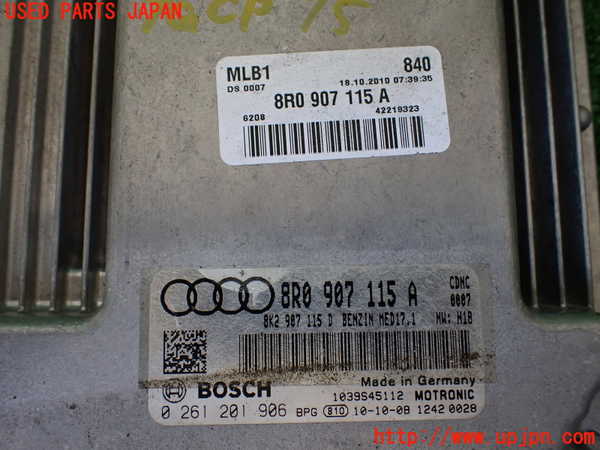 USED PARTS JAPAN
MLB1 840
DS 0007 18.10.2010 07:39:35
8R0 907 115 A
6208 42219323
8R0 907 115 A CDNC
0007
8K2 907 115 D BENZIN MED17.1 HW: H18
BOSCH Made in Germany
1039S45112 MOTRONIC
0 261 201 906 BPG 810 10-10-08 1242 0028
http://www.upjpn.com/